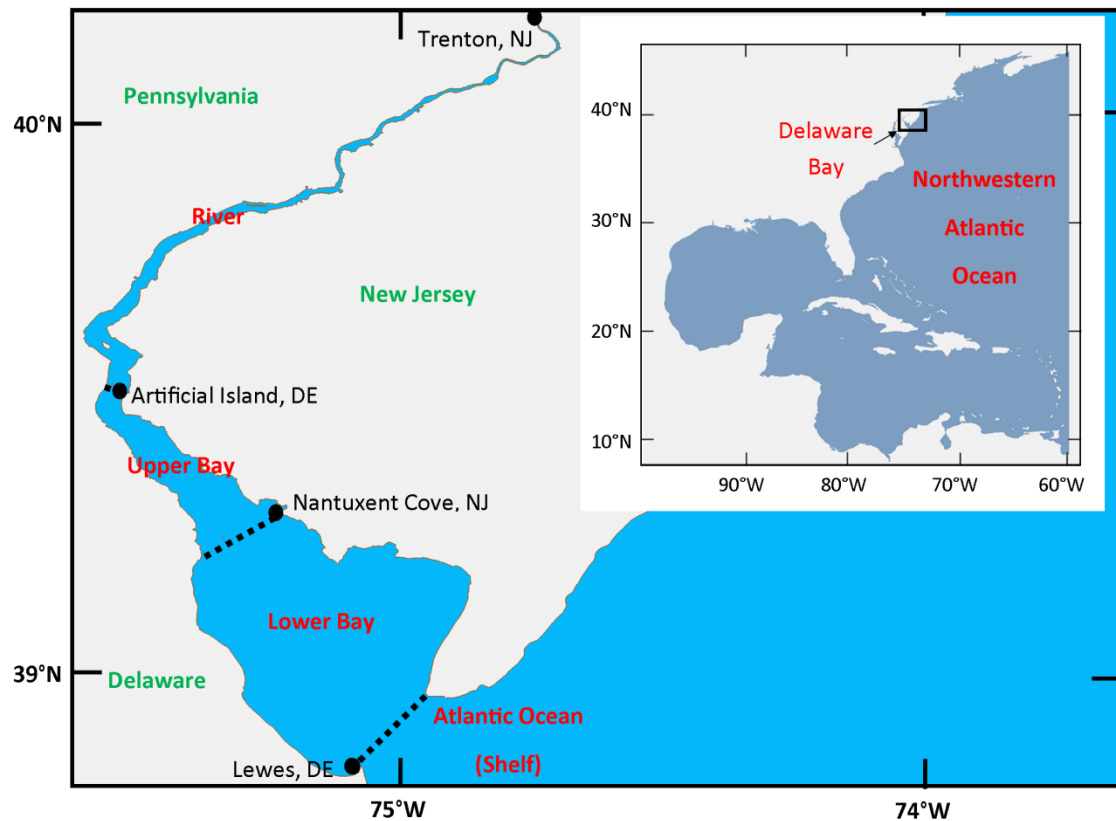 Trenton, NJ
Pennsylvania
40°N
River
New Jersey
Artificial Island, DE
Upper Bay
Nantuxent Cove, NJ
Lower Bay
39°N
Delaware
Atlantic Ocean
(Shelf)
Lewes, DE
75°W
74°W
40°N
Delaware
Bay
Northwestern
Atlantic
Ocean
30°N
20°N
10°N
90°W
80°W
70°W
60°W